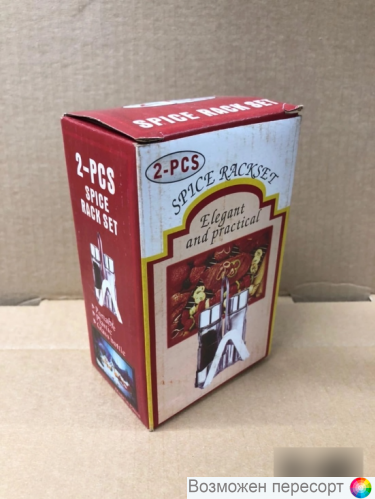 SPICE RACK SET
2-PCS
SPICE RACKSET
Elegant
and practical
2-PCS
SPICE
RACK SET
Возможен пересорт